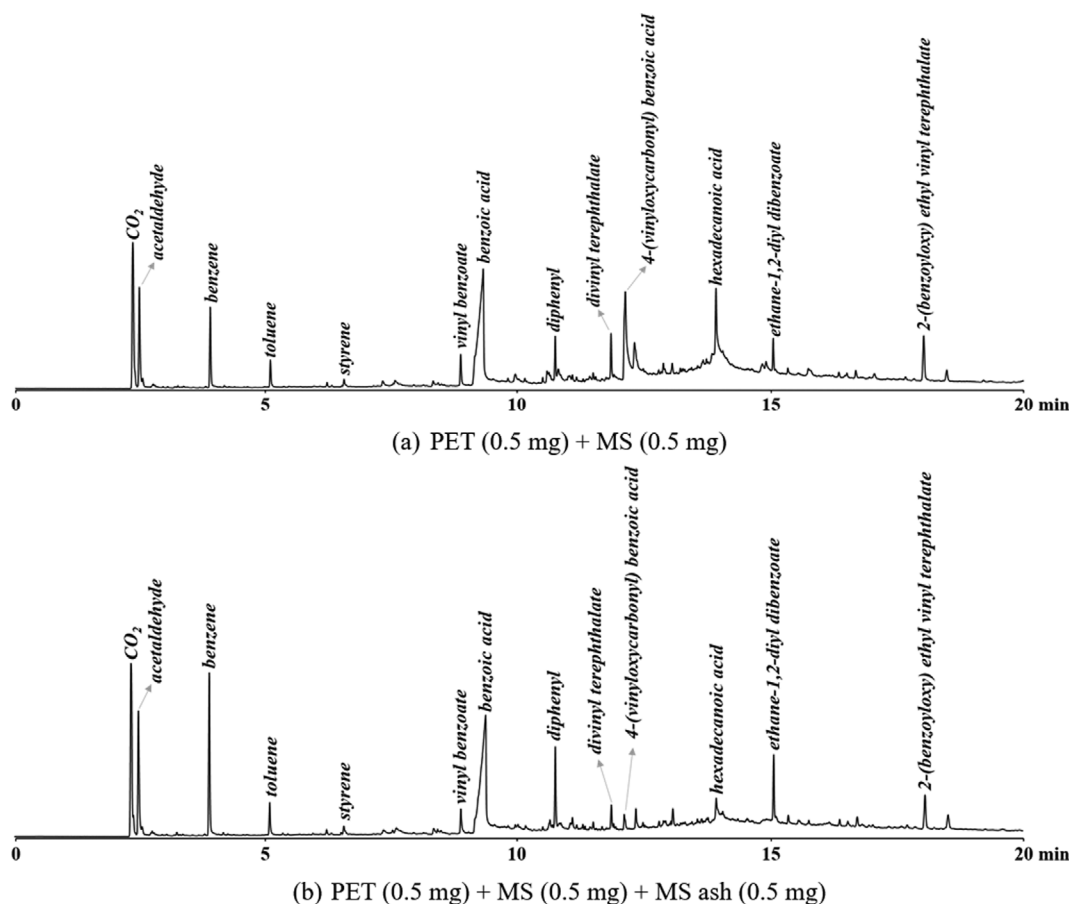 CO2
acetaldehyde
benzene
toluene
styrene
vinyl benzoate
benzoic acid
diphenyl
divinyl terephthalate
4-(vinyloxycarbonyl) benzoic acid
hexadecanoic acid
ethane-1,2-diyl dibenzoate
2-(benzoyloxy) ethyl vinyl terephthalate
0 5 10 15 20 min
(a) PET (0.5 mg) + MS (0.5 mg)
CO2
acetaldehyde
benzene
toluene
styrene
vinyl benzoate
benzoic acid
diphenyl
divinyl terephthalate
4-(vinyloxycarbonyl) benzoic acid
hexadecanoic acid
ethane-1,2-diyl dibenzoate
2-(benzoyloxy) ethyl vinyl terephthalate
0 5 10 15 20 min
(b) PET (0.5 mg) + MS (0.5 mg) + MS ash (0.5 mg)